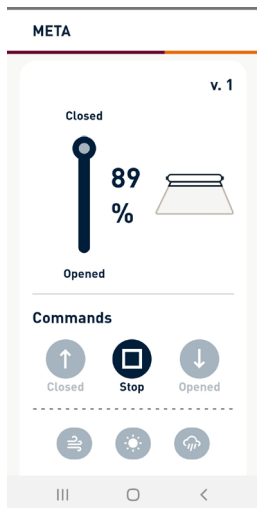 META
v. 1
Closed
89
%
Opened
Commands
Closed
Stop
Opened